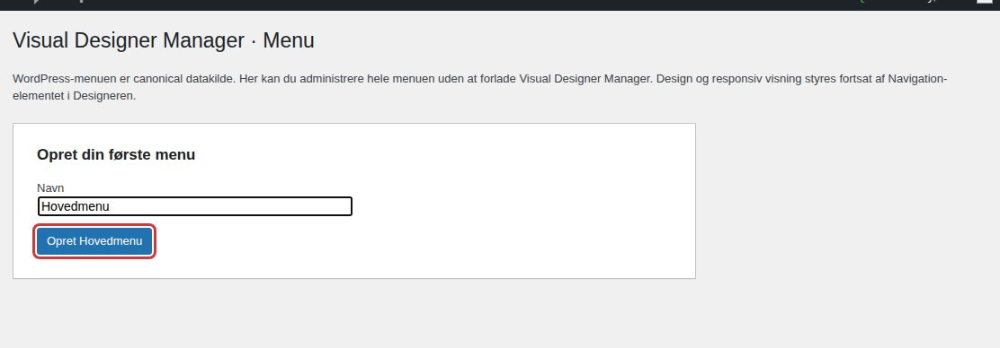 Visual Designer Manager · Menu
WordPress-menuen er canonical datakilde. Her kan du administrere hele menuen uden at forlade Visual Designer Manager. Design og responsiv visning styres fortsat af Navigation-
elementet i Designeren.
Opret din første menu
Navn
Hovedmenu
Opret Hovedmenu